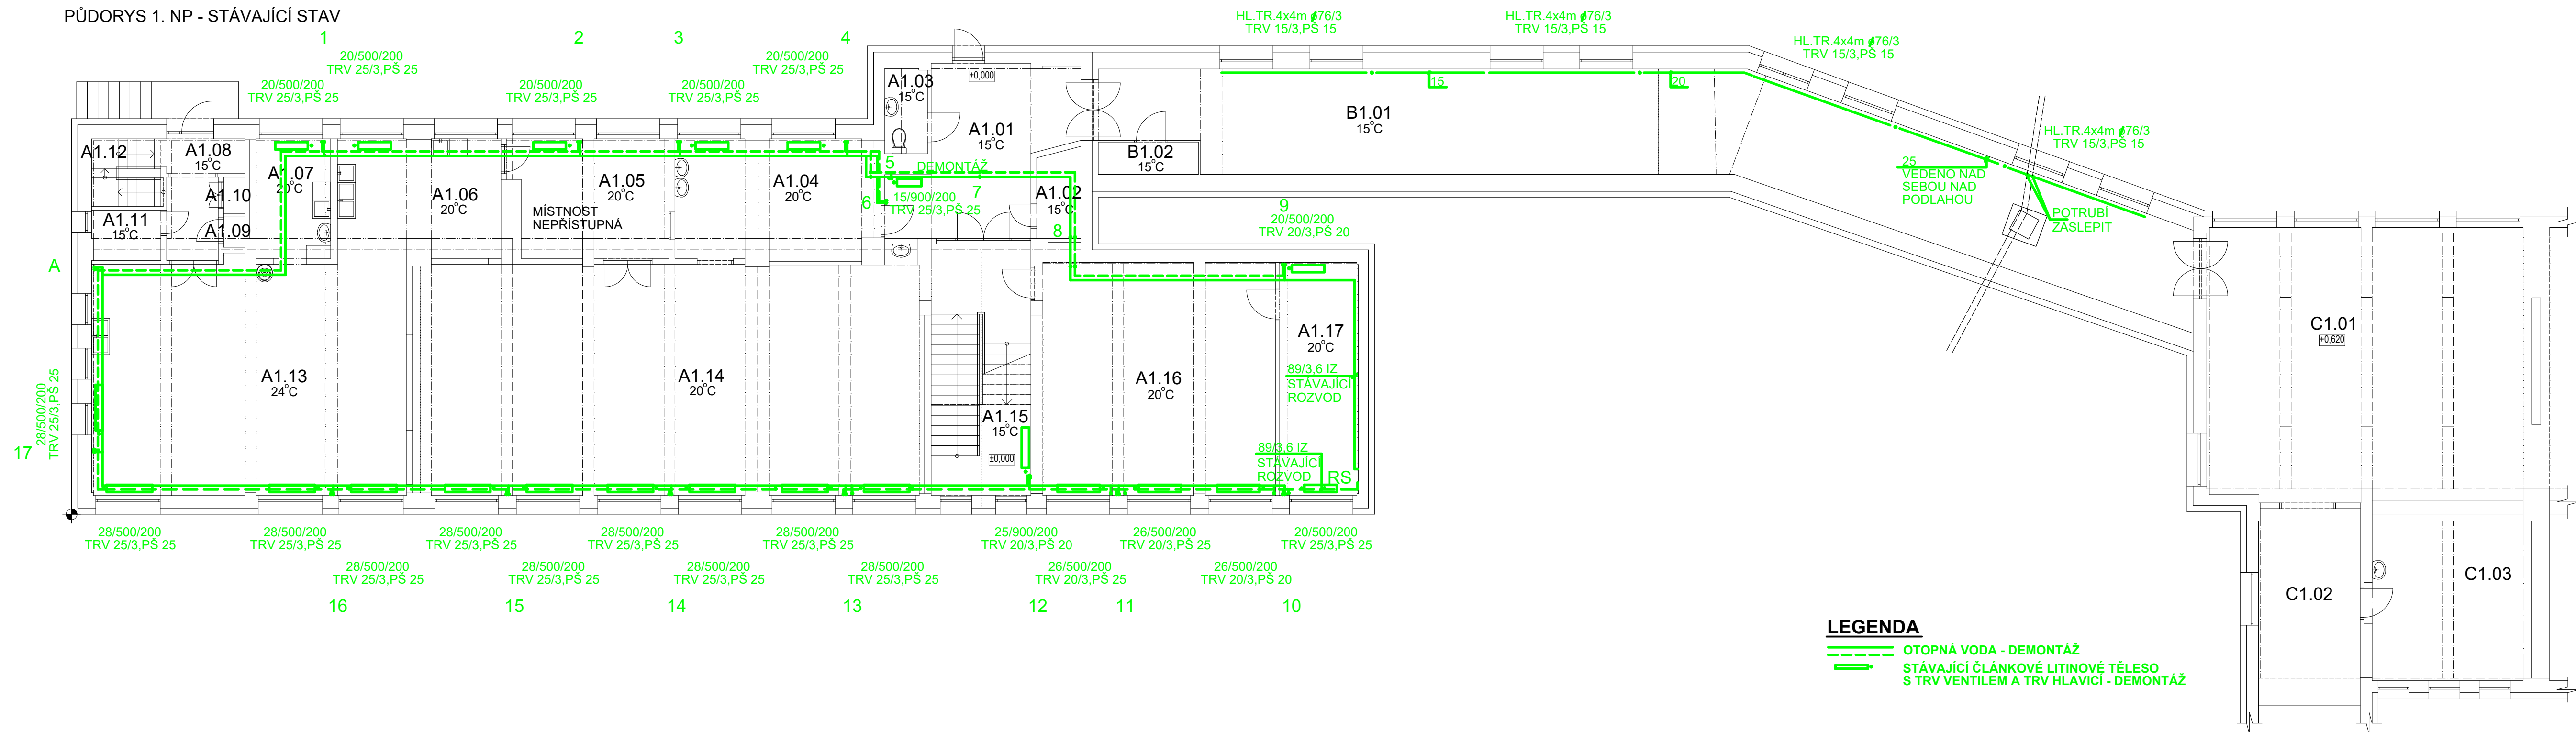 PŮDORYS 1. NP - STÁVAJÍCÍ STAV
1
2
3
4
20/500/200
TRV 25/3,PŠ 25
20/500/200
TRV 25/3,PŠ 25
20/500/200
TRV 25/3,PŠ 25
20/500/200
TRV 25/3,PŠ 25
20/500/200
TRV 25/3,PŠ 25
HL.TR.4x4m ø76/3
TRV 15/3,PŠ 15
HL.TR.4x4m ø76/3
TRV 15/3,PŠ 15
HL.TR.4x4m ø76/3
TRV 15/3,PŠ 15
HL.TR.4x4m ø76/3
TRV 15/3,PŠ 15
A1.12
A1.08
15°C
A1.07
20°C
A1.10
A1.11
15°C
A1.09
A1.06
20°C
A1.05
20°C
MÍSTNOST
NEPŘÍSTUPNÁ
A1.04
20°C
A1.03
15°C
±0,000
A1.01
15°C
5
DEMONTÁŽ
6
7
15/900/200
TRV 25/3,PŠ 25
A1.02
15°C
8
B1.02
15°C
B1.01
15°C
15
20
25
VEDENO NAD
SEBOU NAD
PODLAHOU
POTRUBÍ
ZASLEPIT
9
20/500/200
TRV 20/3,PŠ 20
A
17
28/500/200
TRV 25/3,PŠ 25
A1.13
24°C
A1.14
20°C
A1.15
15°C
±0,000
A1.16
20°C
A1.17
20°C
89/3,6 IZ
STÁVAJÍCÍ
ROZVOD
89/3,6 IZ
STÁVAJÍCÍ
ROZVOD
RS
C1.01
+0,620
C1.02
C1.03
28/500/200
TRV 25/3,PŠ 25
28/500/200
TRV 25/3,PŠ 25
28/500/200
TRV 25/3,PŠ 25
28/500/200
TRV 25/3,PŠ 25
28/500/200
TRV 25/3,PŠ 25
25/900/200
TRV 20/3,PŠ 20
26/500/200
TRV 20/3,PŠ 25
20/500/200
TRV 25/3,PŠ 25
28/500/200
TRV 25/3,PŠ 25
28/500/200
TRV 25/3,PŠ 25
28/500/200
TRV 25/3,PŠ 25
28/500/200
TRV 25/3,PŠ 25
26/500/200
TRV 20/3,PŠ 25
26/500/200
TRV 20/3,PŠ 20
16
15
14
13
12
11
10
LEGENDA
OTOPNÁ VODA - DEMONTÁŽ
STÁVAJÍCÍ ČLÁNKOVÉ LITINOVÉ TĚLESO
S TRV VENTILEM A TRV HLAVICÍ - DEMONTÁŽ